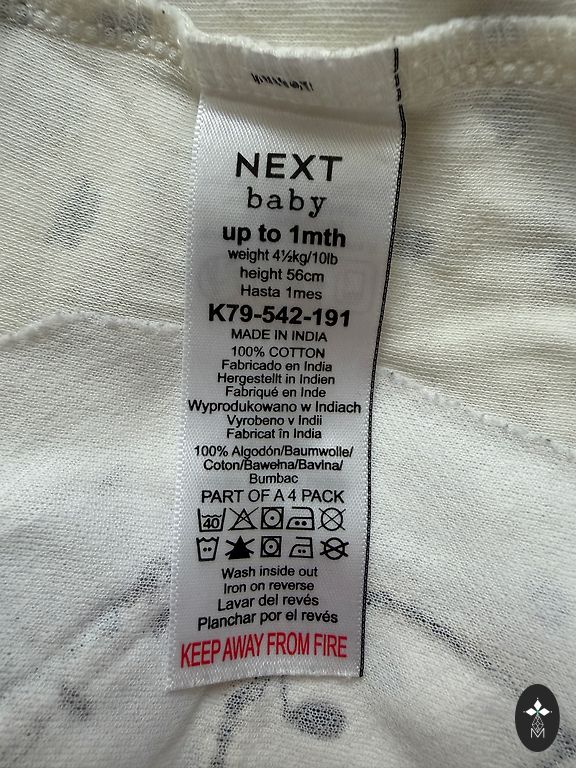 NEXT
baby
up to 1mth
weight 4½kg/10lb
height 56cm
Hasta 1mes
K79-542-191
MADE IN INDIA
100% COTTON
Fabricado en India
Hergestellt in Indien
Fabriqué en Inde
Wyprodukowano w Indiach
Vyrobeno v Indii
Fabricat în India
100% Algodón/Baumwolle/
Coton/Bawełna/Bavlna/
Bumbac
PART OF A 4 PACK
40
Wash inside out
Iron on reverse
Lavar del revés
Planchar por el revés
KEEP AWAY FROM FIRE
M